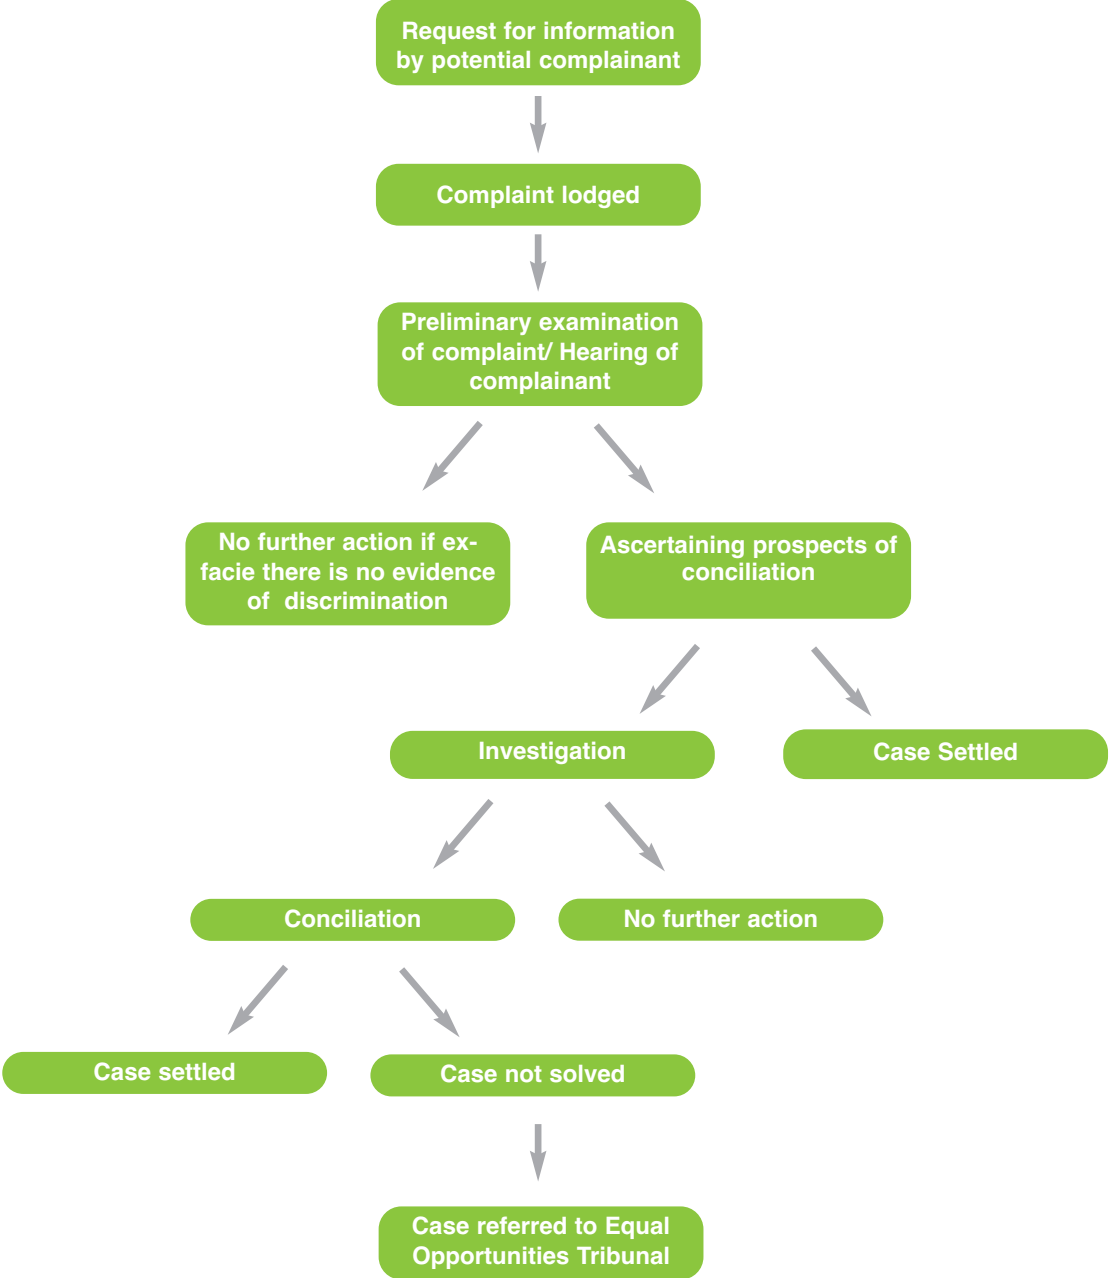 Request for information
by potential complainant
Complaint lodged
Preliminary examination
of complaint/ Hearing of
complainant
No further action if ex-
facie there is no evidence
of discrimination
Ascertaining prospects of
conciliation
Investigation
Case Settled
Conciliation
No further action
Case settled
Case not solved
Case referred to Equal
Opportunities Tribunal